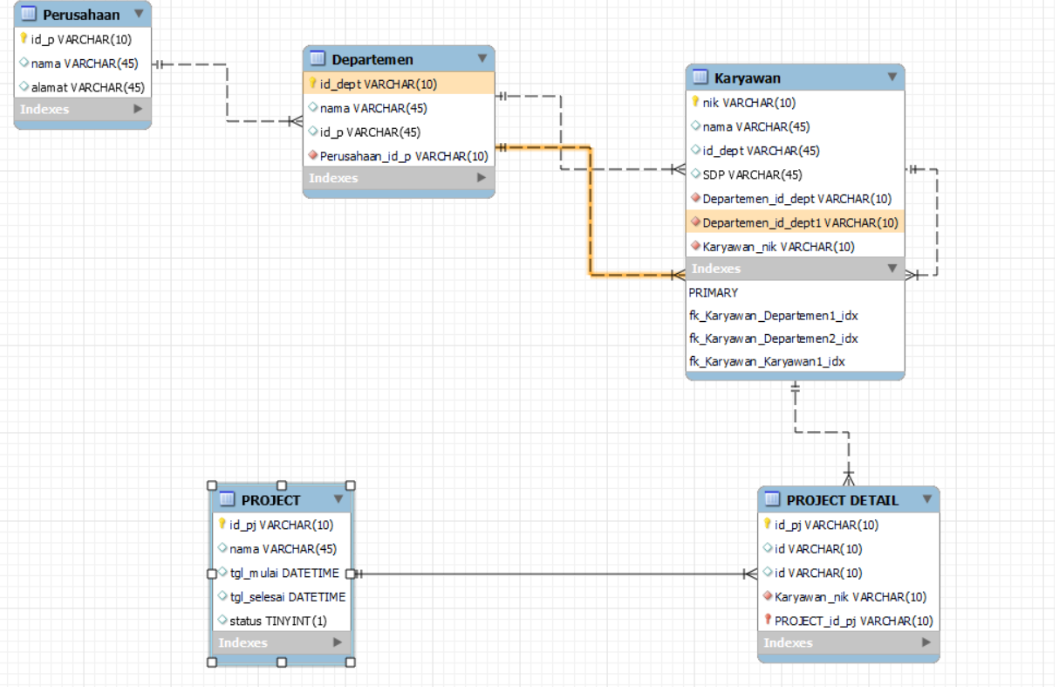 Perusahaan
id_p VARCHAR(10)
nama VARCHAR(45)
alamat VARCHAR(45)
Indexes
Departemen
id_dept VARCHAR(10)
nama VARCHAR(45)
id_p VARCHAR(45)
Perusahaan_id_p VARCHAR(10)
Indexes
Karyawan
nik VARCHAR(10)
nama VARCHAR(45)
id_dept VARCHAR(45)
SDP VARCHAR(45)
Departemen_id_dept VARCHAR(10)
Departemen_id_dept1 VARCHAR(10)
Karyawan_nik VARCHAR(10)
Indexes
PRIMARY
fk_Karyawan_Departemen1_idx
fk_Karyawan_Departemen2_idx
fk_Karyawan_Karyawan1_idx
PROJECT
id_pj VARCHAR(10)
nama VARCHAR(45)
tgl_mulai DATETIME
tgl_selesai DATETIME
status TINYINT(1)
Indexes
PROJECT DETAIL
id_pj VARCHAR(10)
id VARCHAR(10)
id VARCHAR(10)
Karyawan_nik VARCHAR(10)
PROJECT_id_pj VARCHAR(10)
Indexes